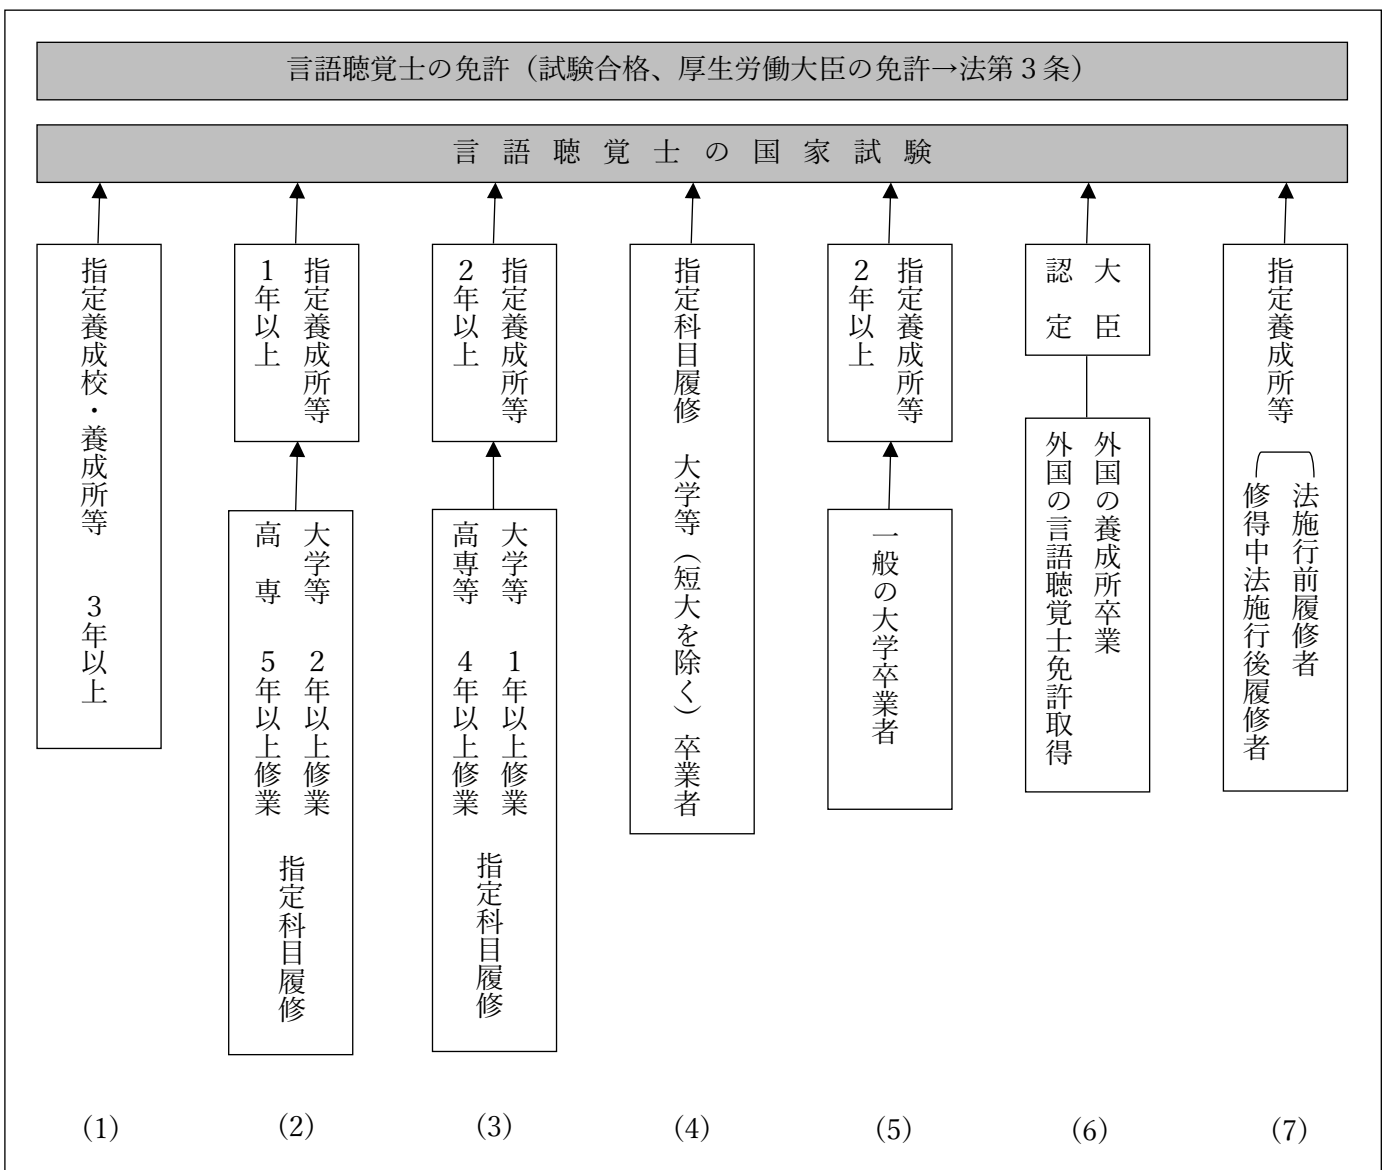 言語聴覚士の免許（試験合格、厚生労働大臣の免許→法第３条）
言語聴覚士の国家試験
指定養成校・養成所等　３年以上
指定養成所等
１年以上
大学等　２年以上修業
高専　５年以上修業
指定科目履修
指定養成所等
２年以上
大学等　１年以上修業
高専等　４年以上修業
指定科目履修
指定科目履修　大学等（短大を除く）卒業者
指定養成所等
２年以上
一般の大学卒業者
大臣
認定
外国の養成所卒業
外国の言語聴覚士免許取得
指定養成所等
法施行前履修者
修得中法施行後履修者
(1)
(2)
(3)
(4)
(5)
(6)
(7)